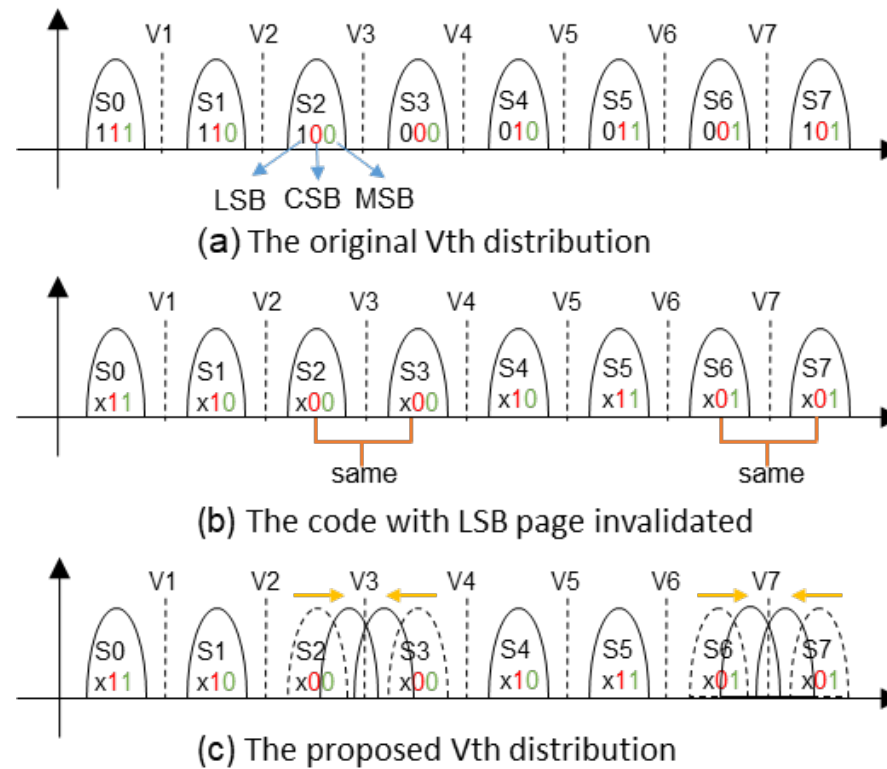 V1 V2 V3 V4 V5 V6 V7
S0 S1 S2 S3 S4 S5 S6 S7
111 110 100 000 010 011 001 101
LSB CSB MSB
(a) The original Vth distribution
V1 V2 V3 V4 V5 V6 V7
S0 S1 S2 S3 S4 S5 S6 S7
x11 x10 x00 x00 x10 x11 x01 x01
same same
(b) The code with LSB page invalidated
V1 V2 V3 V4 V5 V6 V7
S0 S1 S2 S3 S4 S5 S6 S7
x11 x10 x00 x00 x10 x11 x01 x01
(c) The proposed Vth distribution